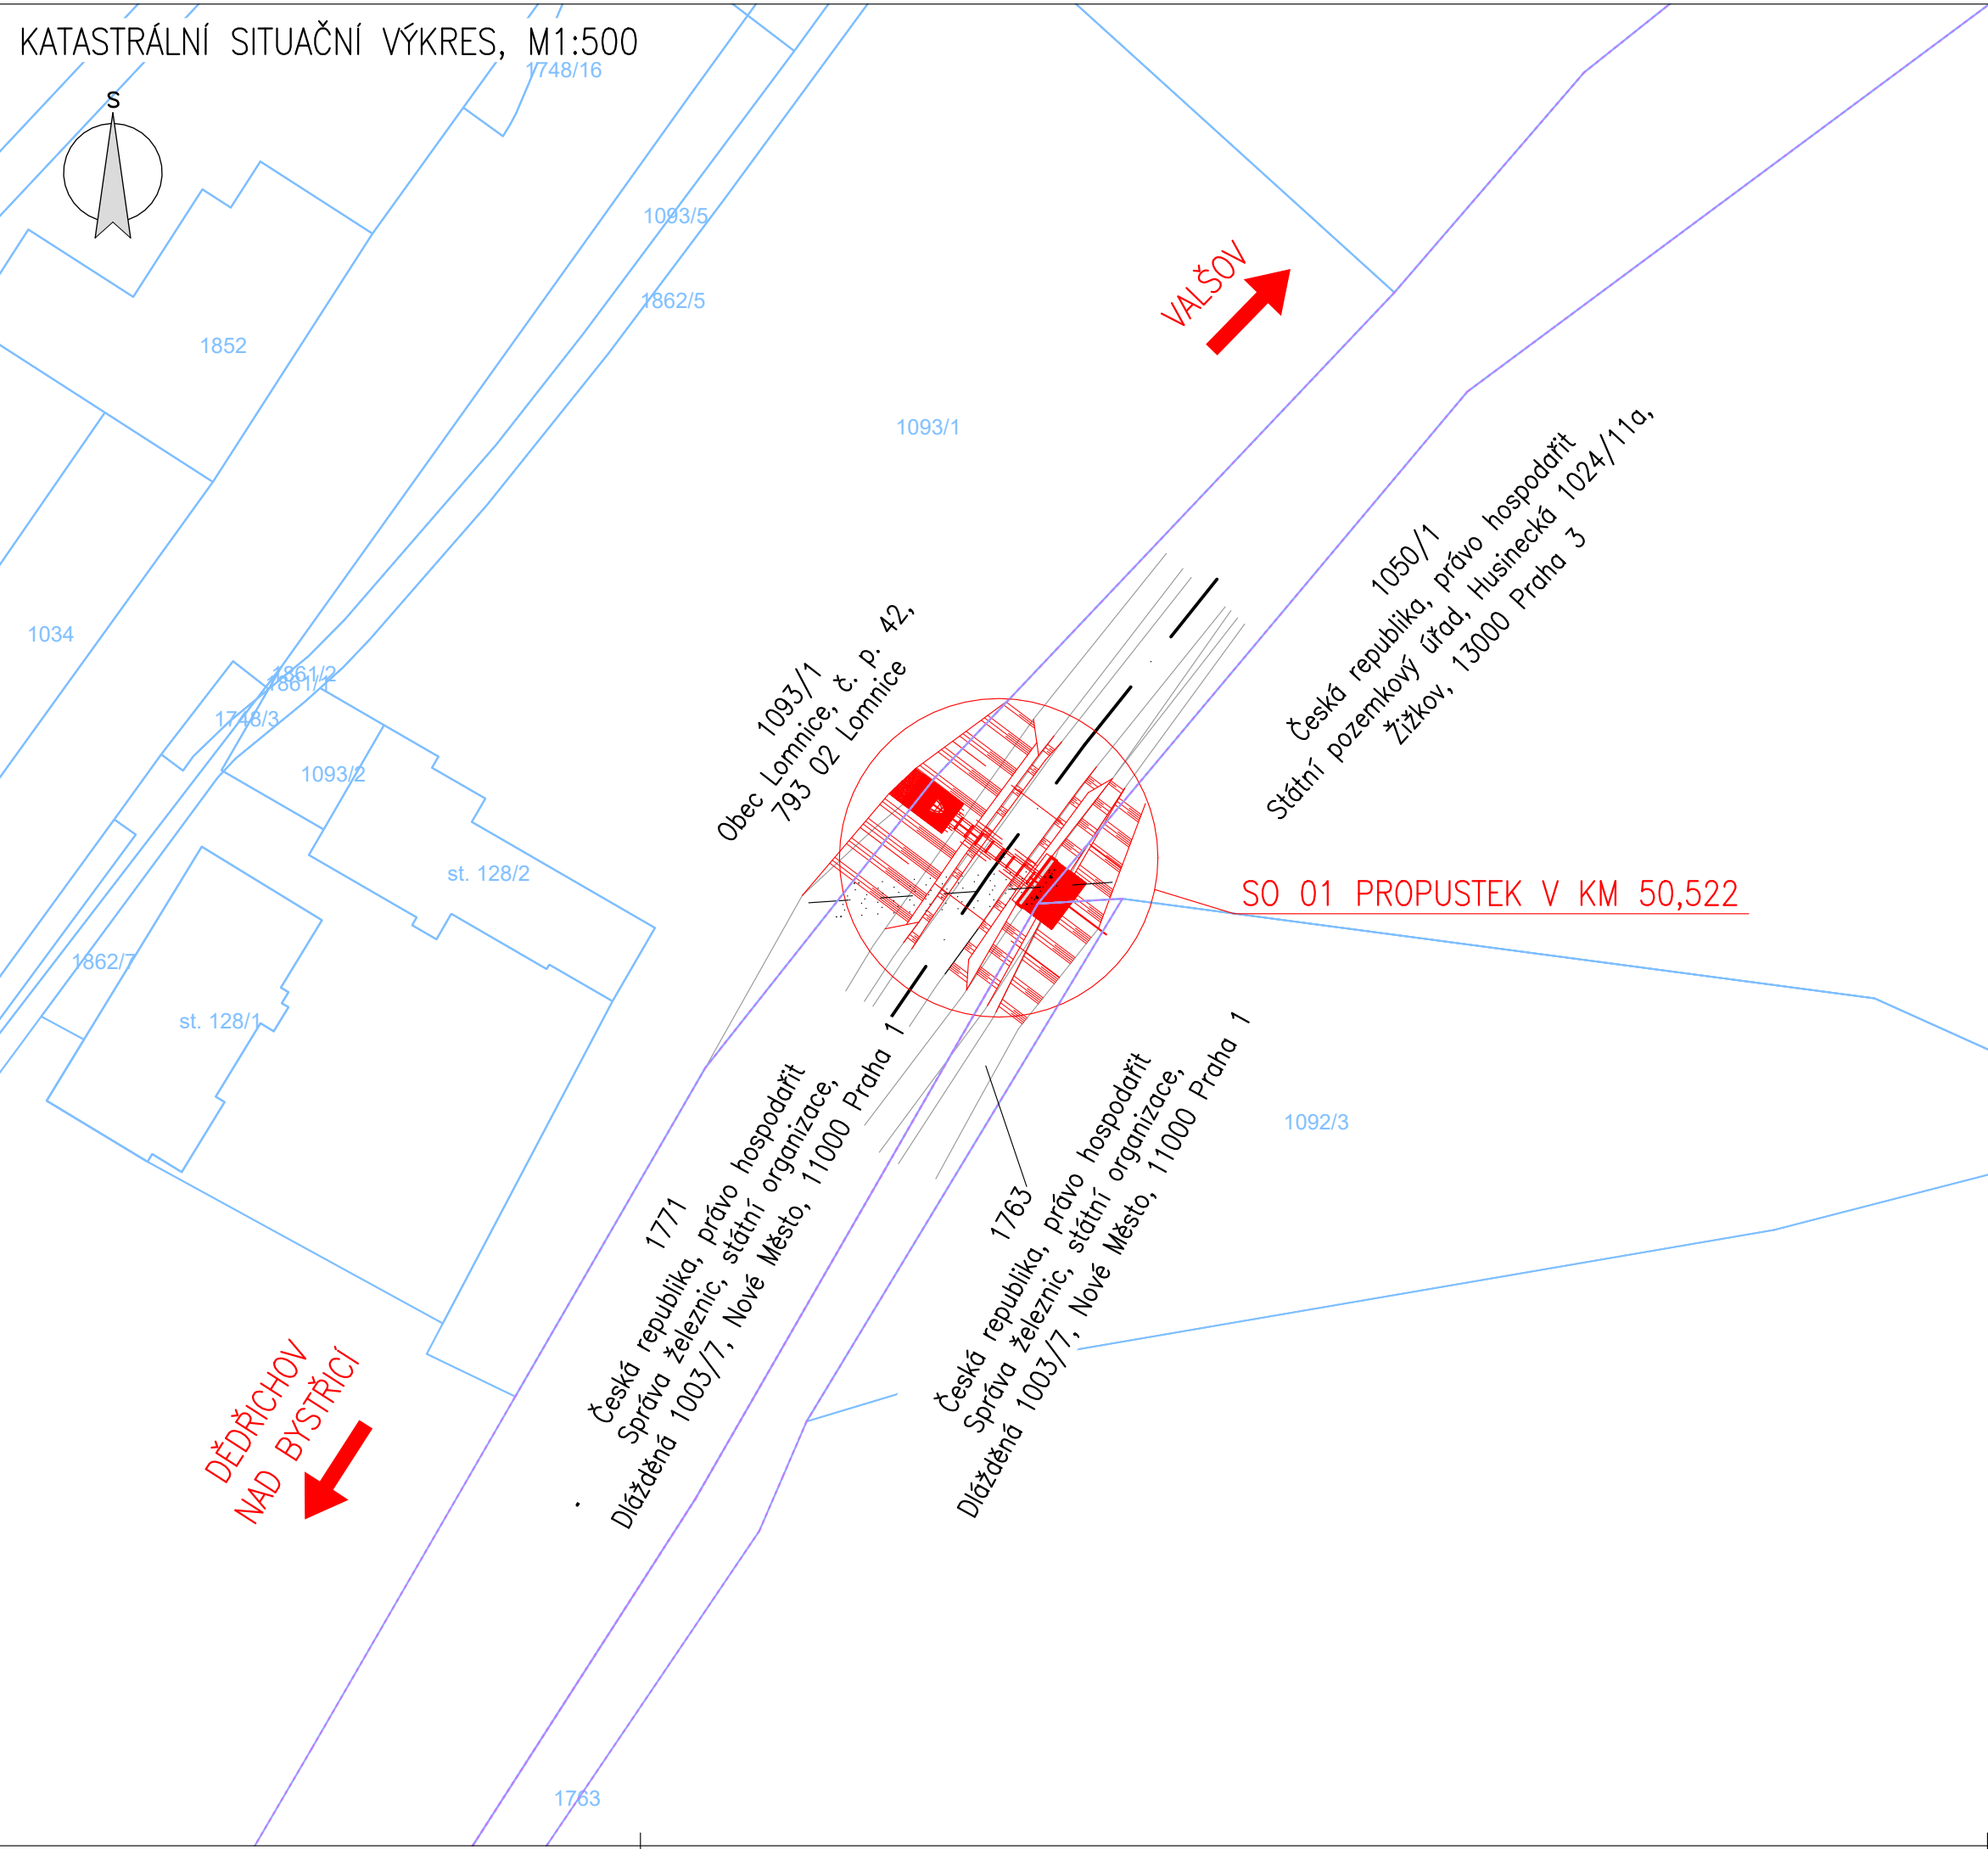 KATASTRÁLNÍ SITUAČNÍ VÝKRES, M1:500
1748/16
S
1093/5
1862/5
1852
VALŠOV
1093/1
1050/1
Česká republika, právo hospodařit
Státní pozemkový úřad, Husinecká 1024/11a,
Žižkov, 13000 Praha 3
1034
1861/2
1861/1
1748/3
1093/2
1093/1
Obec Lomnice, č. p. 42,
793 02 Lomnice
st. 128/2
SO 01 PROPUSTEK V KM 50,522
1862/7
st. 128/1
1092/3
1771
Česká republika, právo hospodařit
Správa železnic, státní organizace,
Dlážděná 1003/7, Nové Město, 11000 Praha 1
1763
Česká republika, právo hospodařit
Správa železnic, státní organizace,
Dlážděná 1003/7, Nové Město, 11000 Praha 1
DĚDŘICHOV
NAD BYSTŘICÍ
1763